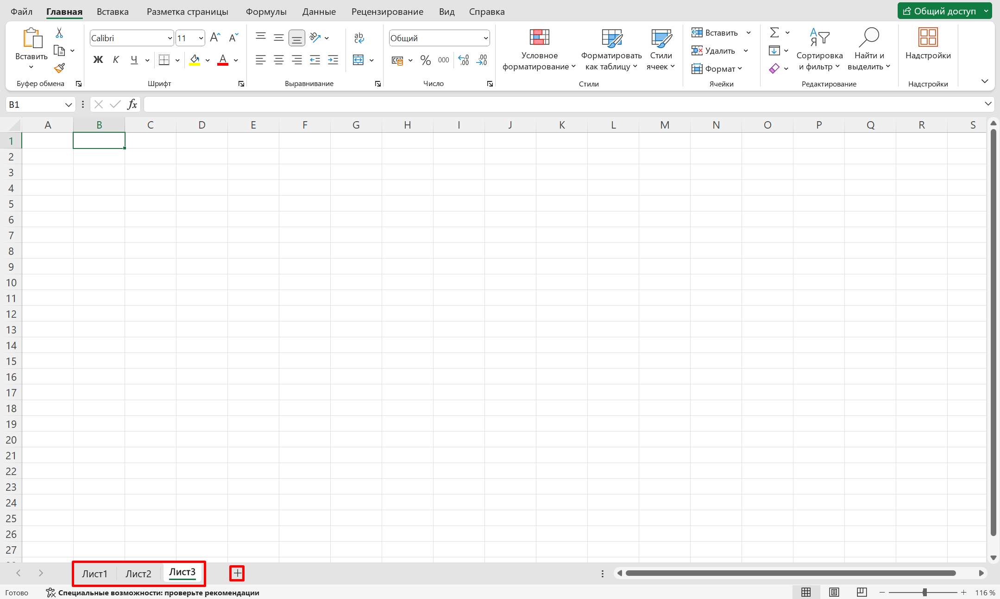 Файл Главная Вставка Разметка страницы Формулы Данные Рецензирование Вид Справка Общий доступ
Вставить
Буфер обмена
Calibri 11
Ж К Ч А
Шрифт
ab
c
Выравнивание
Общий
% 000 ,00 ,00
Число
Условное
форматирование
Форматировать
как таблицу
Стили
ячеек
Стили
Вставить
Удалить
Формат
Ячейки
Сортировка
и фильтр
Найти и
выделить
Редактирование
Надстройки
Надстройки
B1 fx
A B C D E F G H I J K L M N O P Q R S
1
2
3
4
5
6
7
8
9
10
11
12
13
14
15
16
17
18
19
20
21
22
23
24
25
26
27
Лист1 Лист2 Лист3 +
Готово Специальные возможности: проверьте рекомендации 116 %